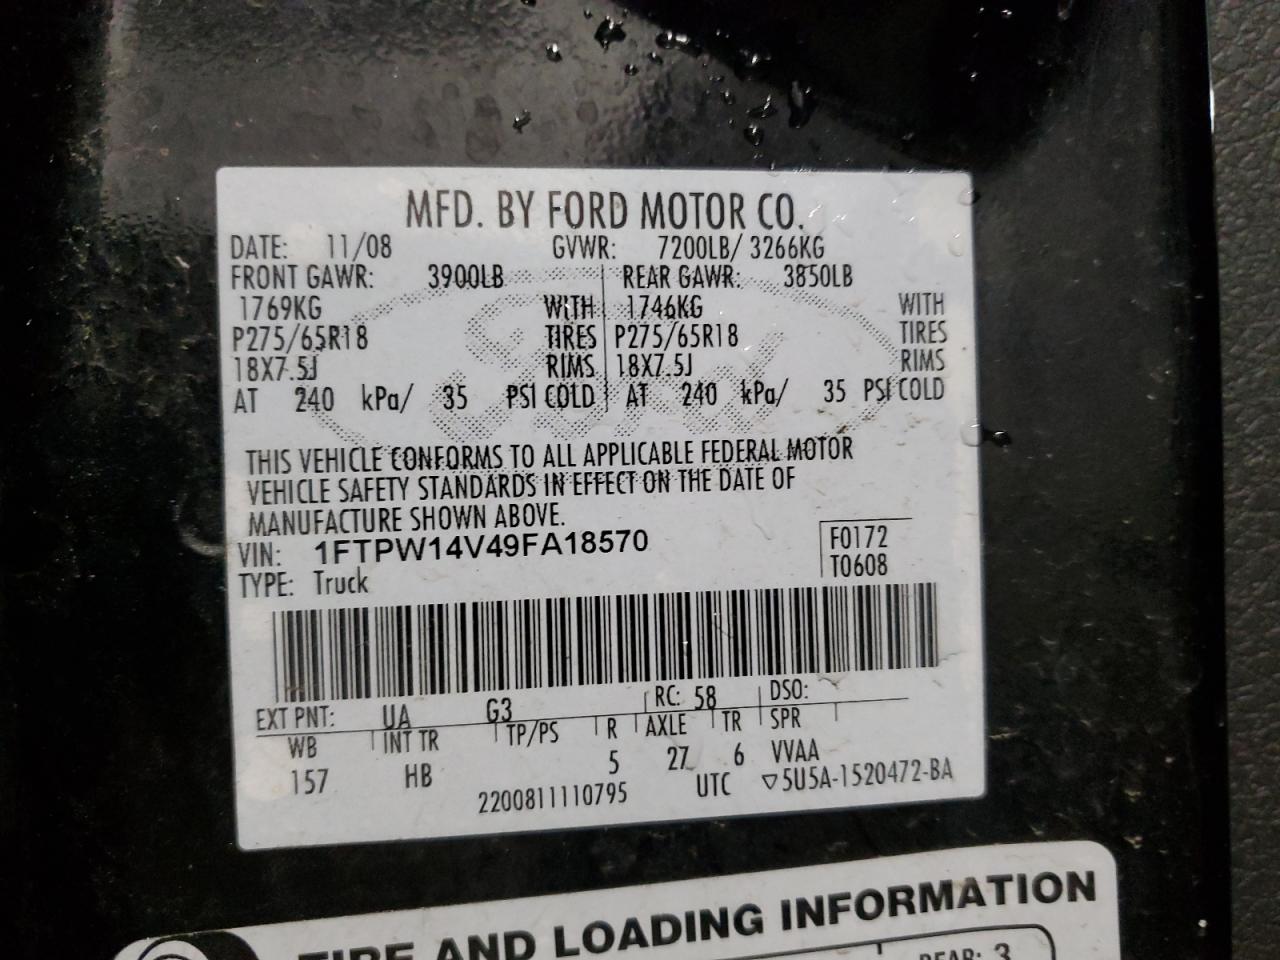 MFD. BY FORD MOTOR CO.
DATE: 11/08 GVWR: 7200LB/ 3266KG
FRONT GAWR: 3900LB REAR GAWR: 3850LB
1769KG WITH 1746KG WITH
P275/65R18 TIRES P275/65R18 TIRES
18X7.5J RIMS 18X7.5J RIMS
AT 240 kPa/ 35 PSI COLD AT 240 kPa/ 35 PSI COLD
THIS VEHICLE CONFORMS TO ALL APPLICABLE FEDERAL MOTOR
VEHICLE SAFETY STANDARDS IN EFFECT ON THE DATE OF
MANUFACTURE SHOWN ABOVE.
VIN: 1FTPW14V49FA18570 F0172
TYPE: Truck T0608
EXT PNT: UA G3 RC: 58 DSO:
WB INT TR TP/PS R AXLE TR SPR
157 HB 5 27 6 VVAA
2200811110795 UTC ▽5U5A-1520472-BA
TIRE AND LOADING INFORMATION
REAR: 3